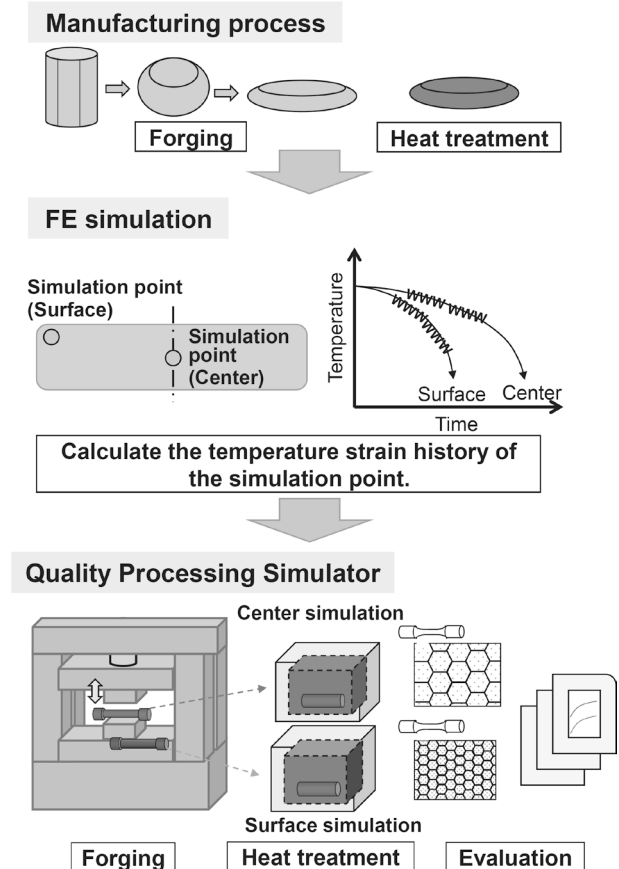 Manufacturing process
Forging
Heat treatment
FE simulation
Simulation point
(Surface)
Simulation
point
(Center)
Temperature
Surface
Center
Time
Calculate the temperature strain history of
the simulation point.
Quality Processing Simulator
Center simulation
Surface simulation
Forging
Heat treatment
Evaluation